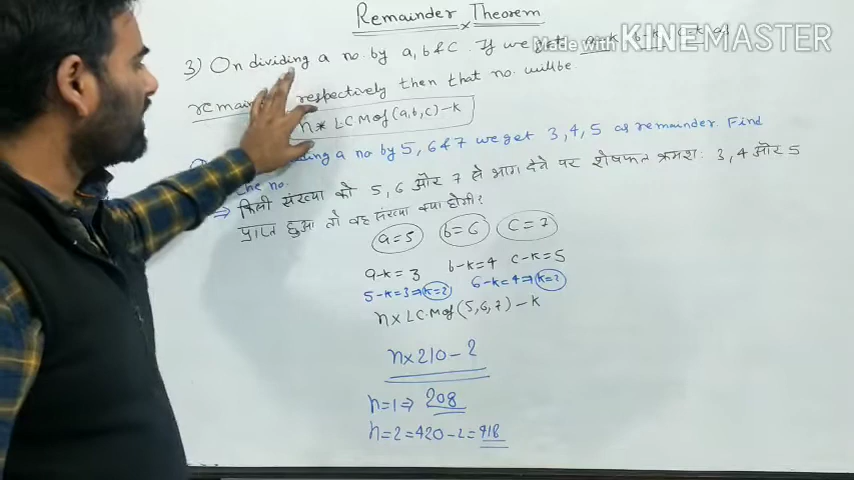 Remainder Theorem
3) On dividing a no. by a, b & c. If we get a-k b-k c-k as
remain respectively then that no. will be
n* LCM of (a,b,c) - k
ing a no by 5, 6 & 7 we get 3, 4, 5 as remainder. Find
the no.
⇒ किसी संख्या को 5, 6 और 7 से भाग देने पर शेषफल क्रमशः 3, 4 और 5
प्राप्त हुआ तो वह संख्या क्या होगी?
a=5 b=6 c=7
a-k=3 b-k=4 c-k=5
5-k=3⇒k=2 6-k=4⇒k=2
n×L.C.M of (5,6,7) - k
n×210-2
n=1⇒ 208
n=2=420-2=418
Made with KINEMASTER